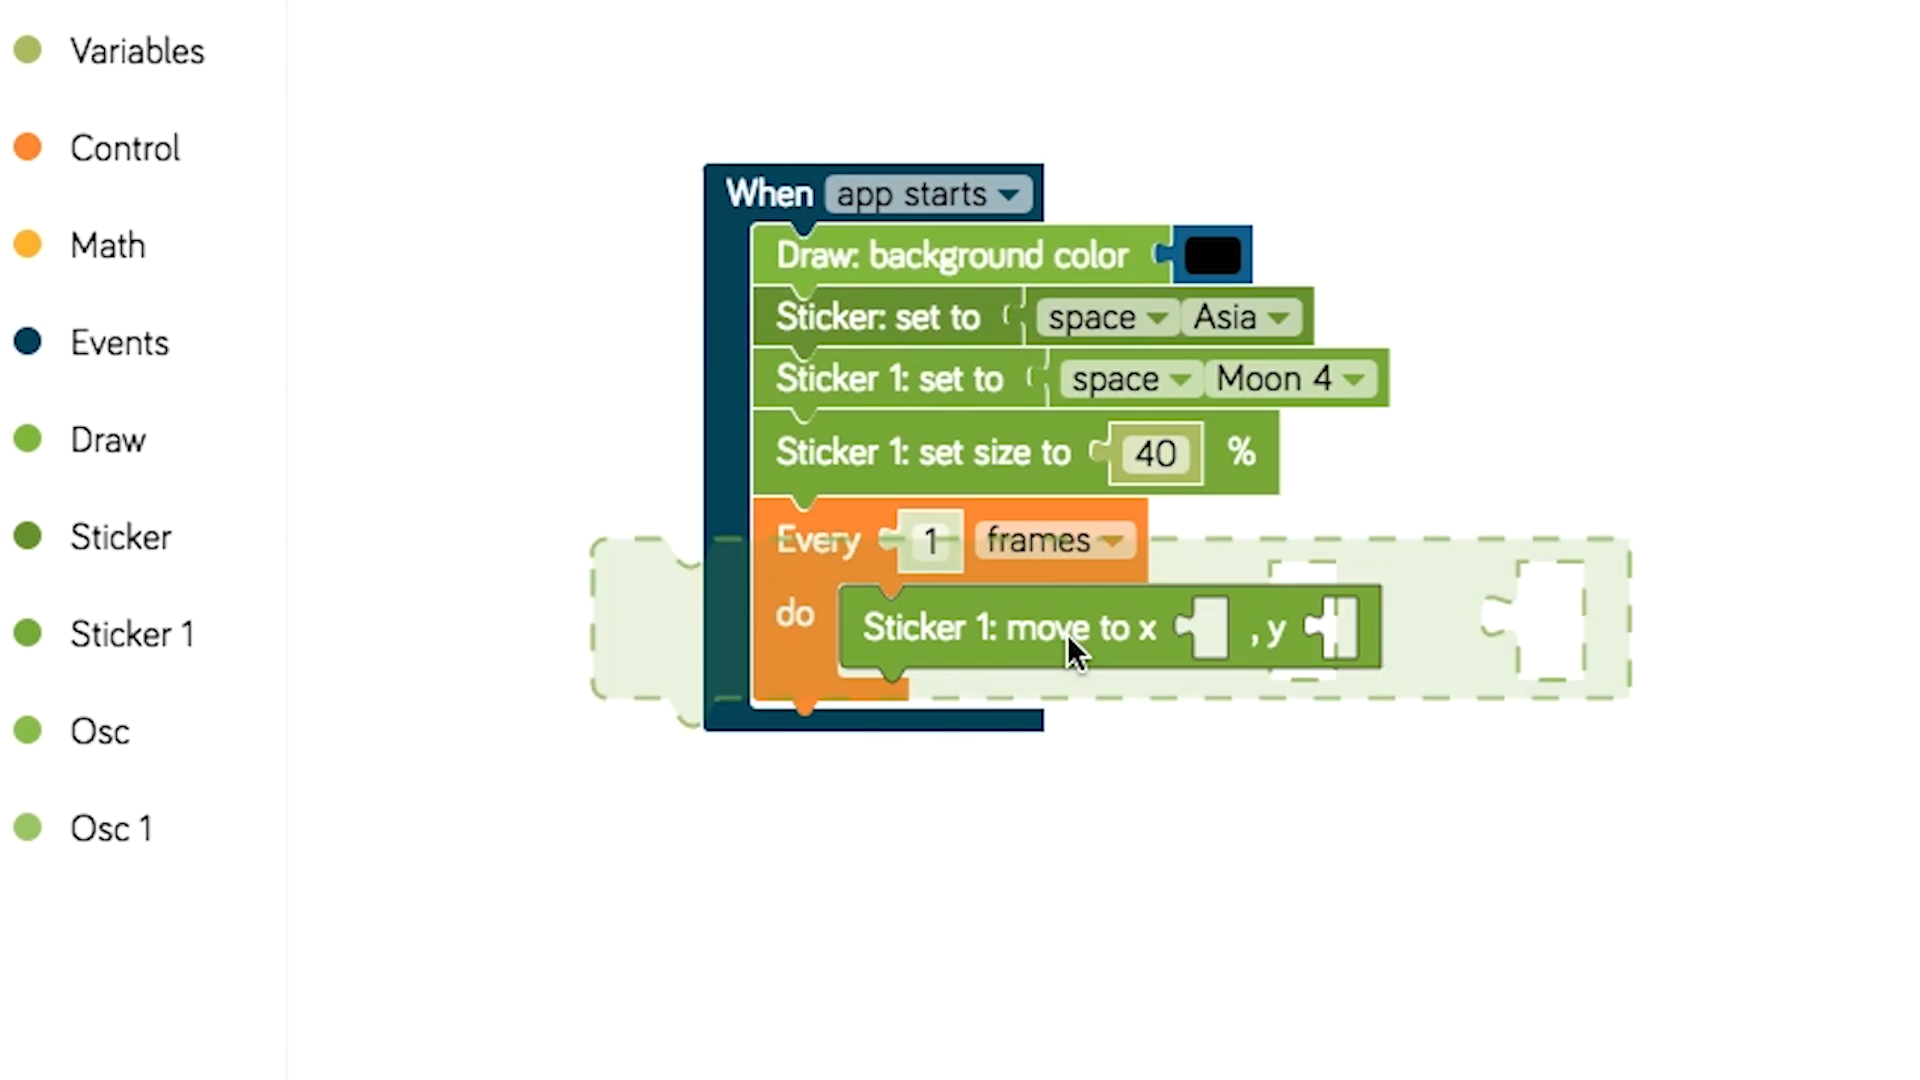 Variables
Control
Math
Events
Draw
Sticker
Sticker 1
Osc
Osc 1
When app starts
Draw: background color
Sticker: set to space Asia
Sticker 1: set to space Moon 4
Sticker 1: set size to 40 %
Every 1 frames
do Sticker 1: move to x , y